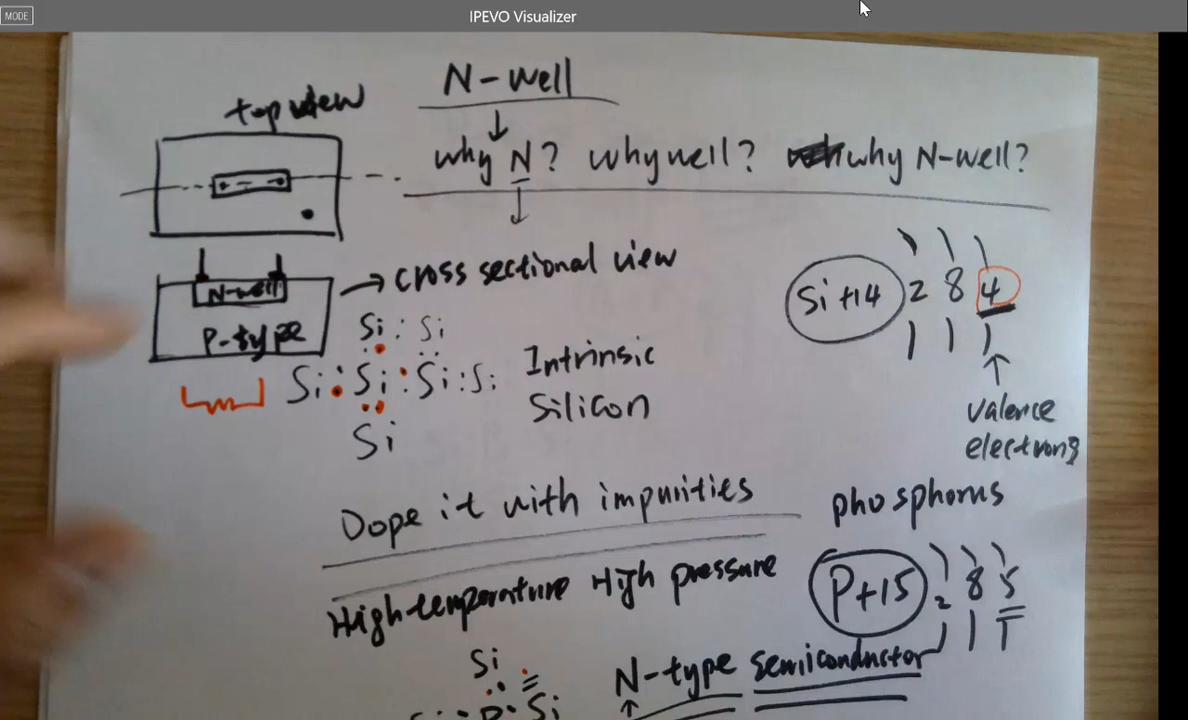 MODE
IPEVO Visualizer
N-well
top view
why N? why well? why N-well?
cross sectional view
N-well
P-type
Si +14 2 8 4
Si : Si
Si : Si : Si : Si
Si
Intrinsic
Silicon
valence
electrons
Dope it with impurities
phosphorus
High-temperature High pressure
P+15 2 8 5
N-type semiconductor
Si
Si P Si